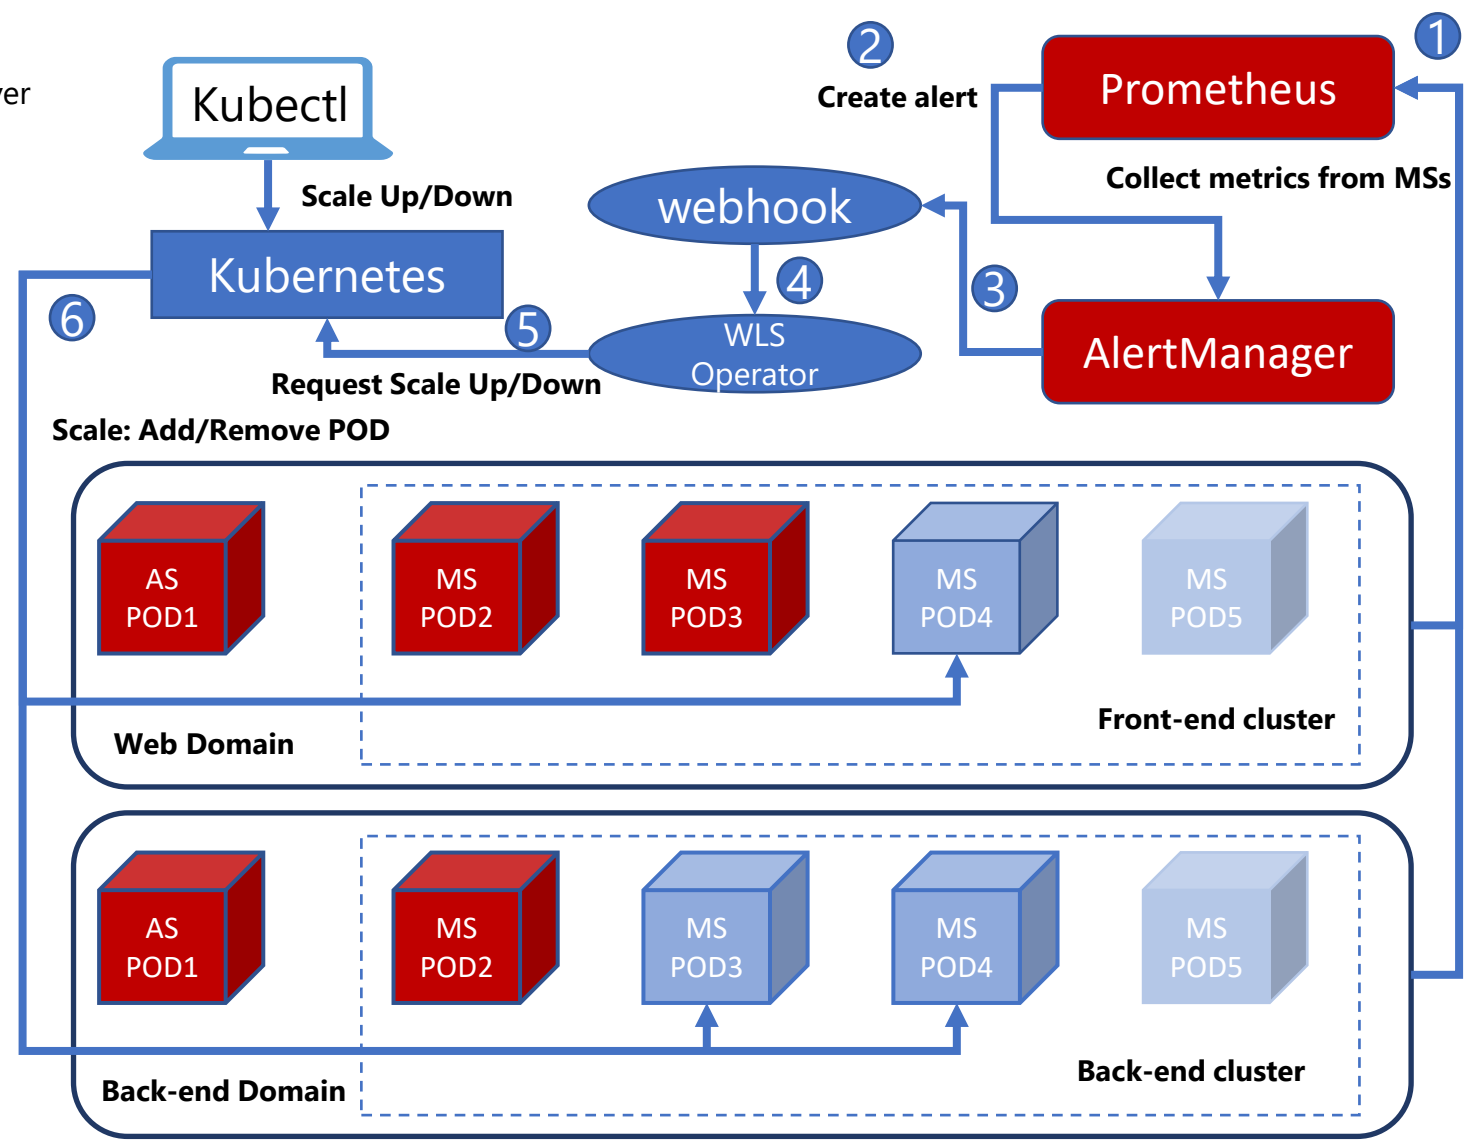 1
2
Prometheus
ver
Kubectl
Create alert
Collect metrics from MSs
Scale Up/Down
webhook
Kubernetes
4
3
6
5
WLS
Operator
AlertManager
Request Scale Up/Down
Scale: Add/Remove POD
AS
POD1
MS
POD2
MS
POD3
MS
POD4
MS
POD5
Front-end cluster
Web Domain
AS
POD1
MS
POD2
MS
POD3
MS
POD4
MS
POD5
Back-end cluster
Back-end Domain